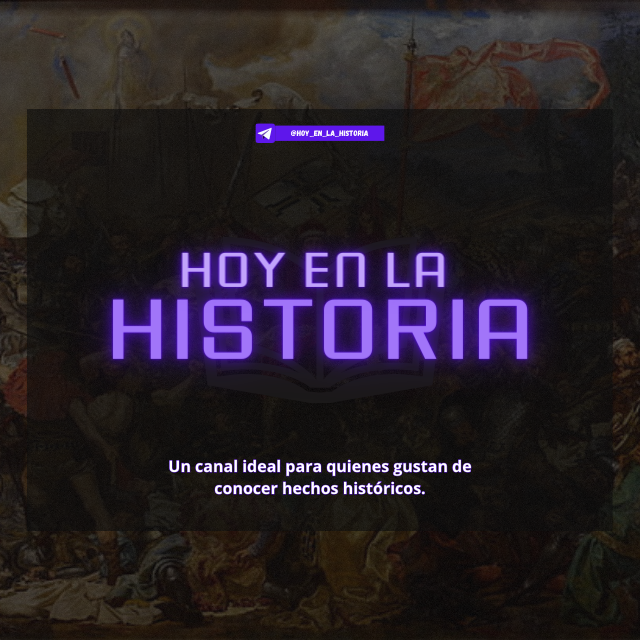 @HOY_EN_LA_HISTORIA
HOY EN LA
HISTORIA
Un canal ideal para quienes gustan de
conocer hechos históricos.